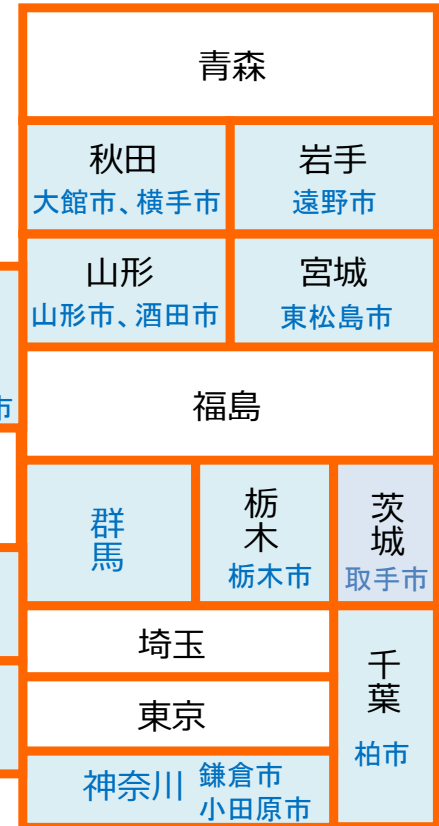 青森
秋田
大館市、横手市
岩手
遠野市
山形
山形市、酒田市
宮城
東松島市
市
福島
群馬
栃木
栃木市
茨城
取手市
埼玉
東京
千葉
柏市
神奈川
鎌倉市
小田原市